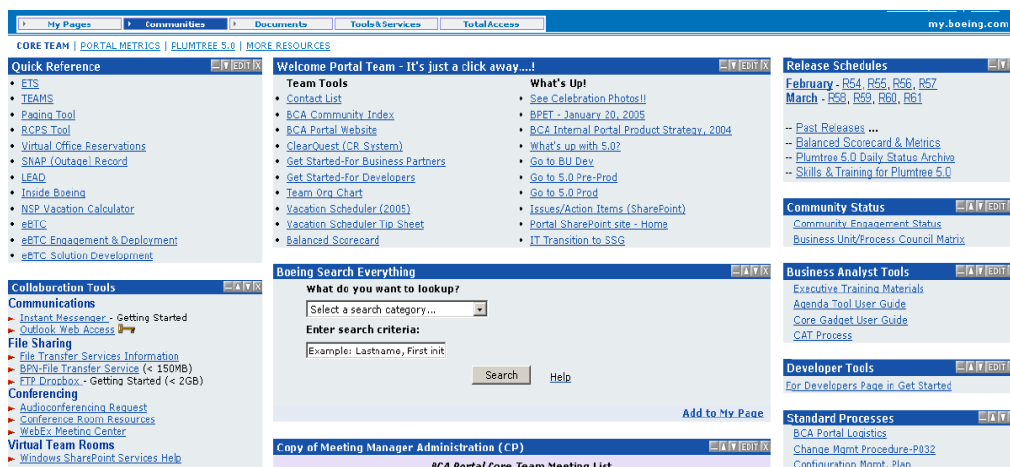 My Pages
Communities
Documents
Tools&Services
TotalAccess
my.boeing.com
CORE TEAM | PORTAL METRICS | PLUMTREE 5.0 | MORE RESOURCES
Quick Reference
EDIT
ETS
TEAMS
Paging Tool
RCPS Tool
Virtual Office Reservations
SNAP (Outage) Record
LEAD
Inside Boeing
NSP Vacation Calculator
eBTC
eBTC Engagement & Deployment
eBTC Solution Development
Collaboration Tools
Communications
Instant Messenger - Getting Started
Outlook Web Access
File Sharing
File Transfer Services Information
BPN-File Transfer Service (< 150MB)
FTP Dropbox - Getting Started (< 2GB)
Conferencing
Audioconferencing Request
Conference Room Resources
WebEx Meeting Center
Virtual Team Rooms
Windows SharePoint Services Help
Welcome Portal Team - It's just a click away....!
EDIT
Team Tools
Contact List
BCA Community Index
BCA Portal Website
ClearQuest (CR System)
Get Started-For Business Partners
Get Started-For Developers
Team Org Chart
Vacation Scheduler (2005)
Vacation Scheduler Tip Sheet
Balanced Scorecard
What's Up!
See Celebration Photos!!
BPET - January 20, 2005
BCA Internal Portal Product Strategy, 2004
What's up with 5.0?
Go to BU Dev
Go to 5.0 Pre-Prod
Go to 5.0 Prod
Issues/Action Items (SharePoint)
Portal SharePoint site - Home
IT Transition to SSG
Boeing Search Everything
What do you want to lookup?
Select a search category...
Enter search criteria:
Example: Lastname, First init
Search
Help
Add to My Page
Copy of Meeting Manager Administration (CP)
EDIT
BCA Portal Core Team Meeting List
Release Schedules
February - R54, R55, R56, R57
March - R58, R59, R60, R61
-- Past Releases ...
-- Balanced Scorecard & Metrics
-- Plumtree 5.0 Daily Status Archive
-- Skills & Training for Plumtree 5.0
Community Status
EDIT
Community Engagement Status
Business Unit/Process Council Matrix
Business Analyst Tools
EDIT
Executive Training Materials
Agenda Tool User Guide
Core Gadget User Guide
CAT Process
Developer Tools
EDIT
For Developers Page in Get Started
Standard Processes
BCA Portal Logistics
Change Mgmt Procedure-P032
Configuration Mgmt. Plan